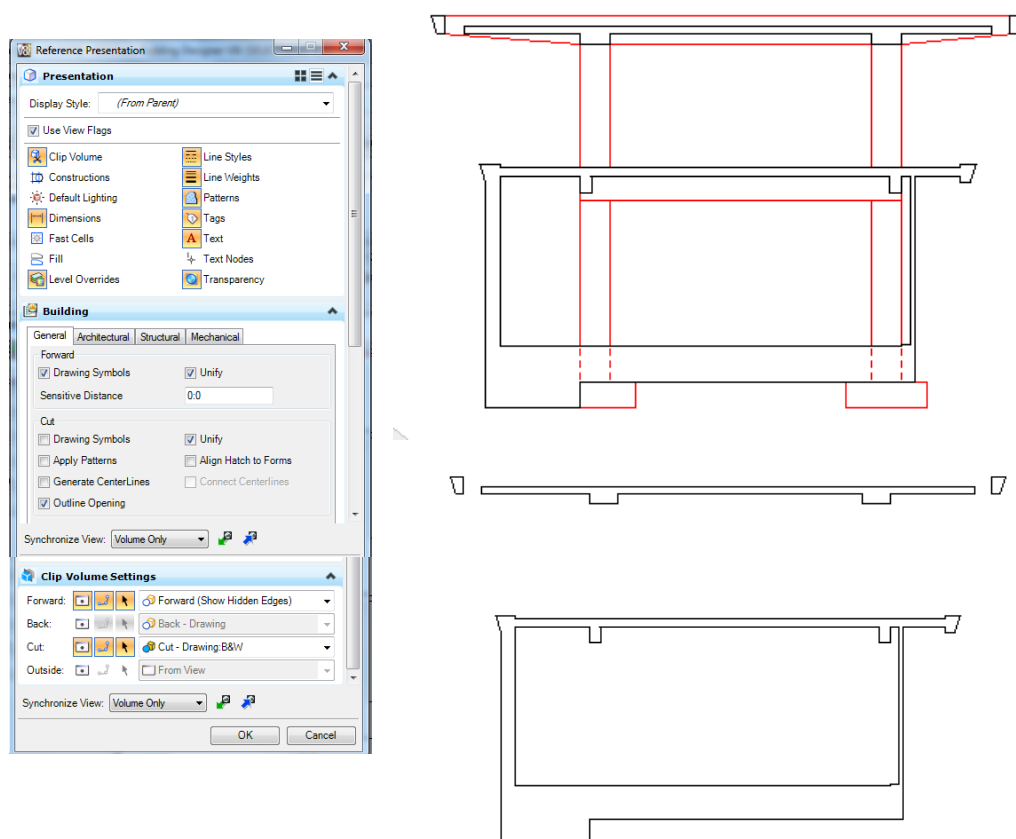 Reference Presentation
Presentation
Display Style: (From Parent)
Use View Flags
Clip Volume Line Styles
Constructions Line Weights
Default Lighting Patterns
Dimensions Tags
Fast Cells A Text
Fill Text Nodes
Level Overrides Transparency
Building
General Architectural Structural Mechanical
Forward
Drawing Symbols Unify
Sensitive Distance 0:0
Cut
Drawing Symbols Unify
Apply Patterns Align Hatch to Forms
Generate CenterLines Connect Centerlines
Outline Opening
Synchronize View: Volume Only
Clip Volume Settings
Forward: Forward (Show Hidden Edges)
Back: Back - Drawing
Cut: Cut - Drawing:B&W
Outside: From View
Synchronize View: Volume Only
OK Cancel